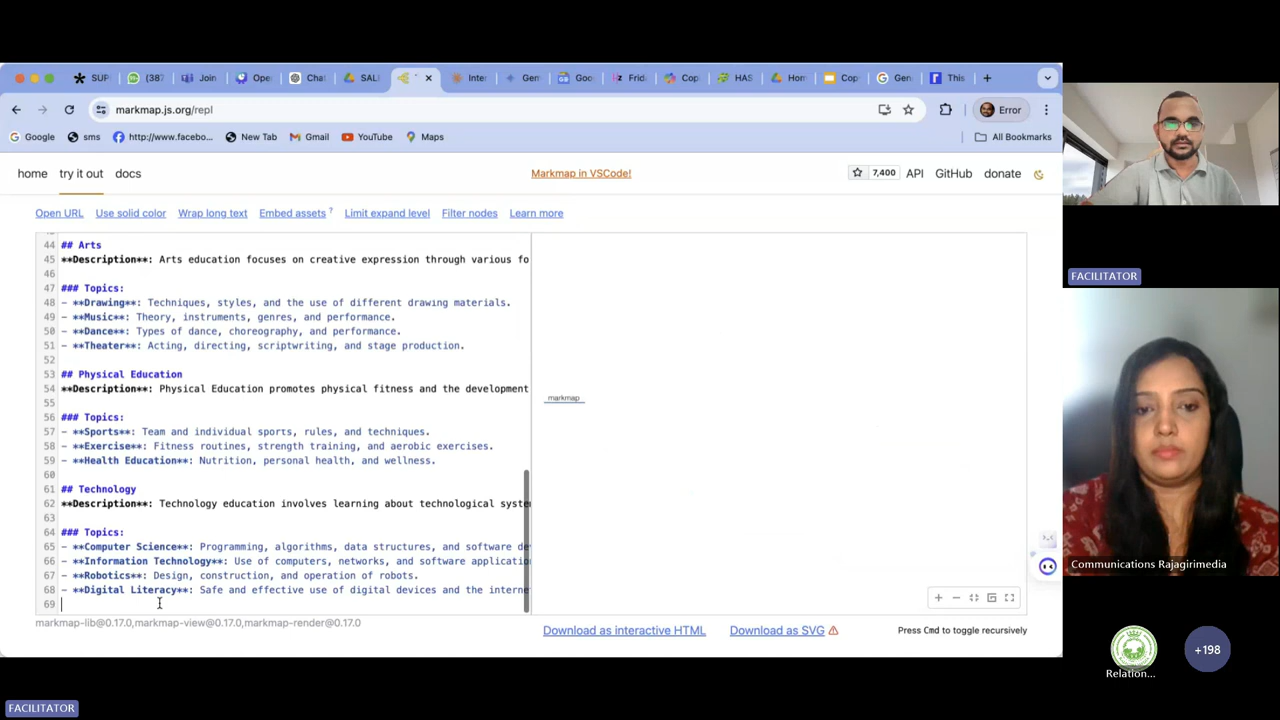 SUP
(387
Join
Ope
Chat
SALI
Inter
Gem
Goo
Frid
Cop
HAS
Hom
Cop
Gen
This
markmap.js.org/repl
Error
Google
sms
http://www.facebo...
New Tab
Gmail
YouTube
Maps
All Bookmarks
home
try it out
docs
Markmap in VSCode!
7,400
API
GitHub
donate
Open URL
Use solid color
Wrap long text
Embed assets ?
Limit expand level
Filter nodes
Learn more
44 ## Arts
45 **Description**: Arts education focuses on creative expression through various fo
46
47 ### Topics:
48 - **Drawing**: Techniques, styles, and the use of different drawing materials.
49 - **Music**: Theory, instruments, genres, and performance.
50 - **Dance**: Types of dance, choreography, and performance.
51 - **Theater**: Acting, directing, scriptwriting, and stage production.
52
53 ## Physical Education
54 **Description**: Physical Education promotes physical fitness and the development
55
56 ### Topics:
57 - **Sports**: Team and individual sports, rules, and techniques.
58 - **Exercise**: Fitness routines, strength training, and aerobic exercises.
59 - **Health Education**: Nutrition, personal health, and wellness.
60
61 ## Technology
62 **Description**: Technology education involves learning about technological syste
63
64 ### Topics:
65 - **Computer Science**: Programming, algorithms, data structures, and software de
66 - **Information Technology**: Use of computers, networks, and software applicatio
67 - **Robotics**: Design, construction, and operation of robots.
68 - **Digital Literacy**: Safe and effective use of digital devices and the interne
69
markmap
markmap-lib@0.17.0,markmap-view@0.17.0,markmap-render@0.17.0
Download as interactive HTML
Download as SVG
Press Cmd to toggle recursively
FACILITATOR
Communications Rajagirimedia
Relation...
+198
FACILITATOR